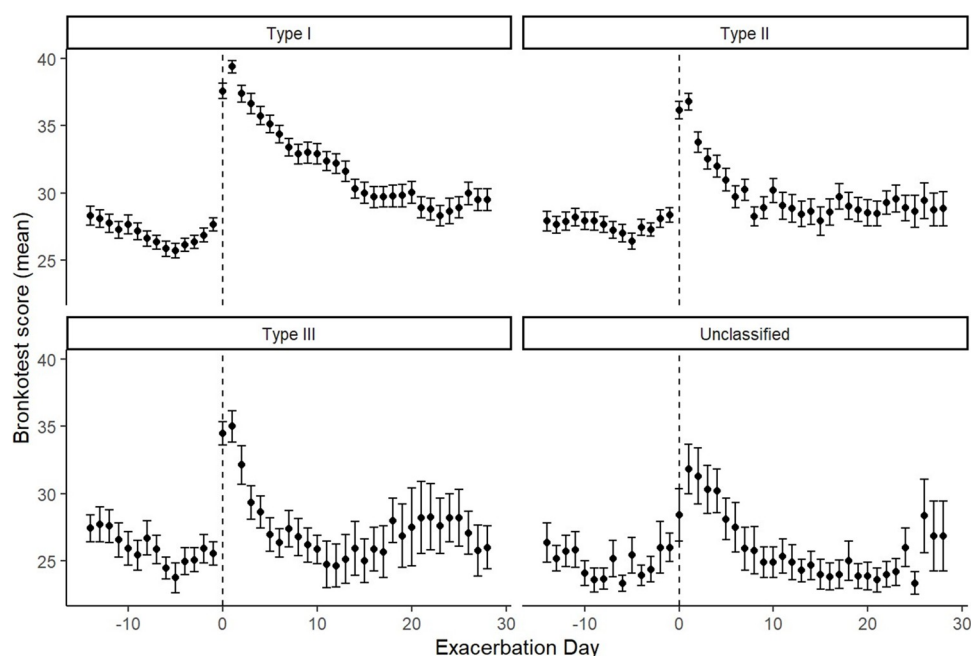 Type I
Type II
40
35
30
25
Type III
Unclassified
40
35
30
25
-10 0 10 20 30 -10 0 10 20 30
Exacerbation Day
Bronkotest score (mean)